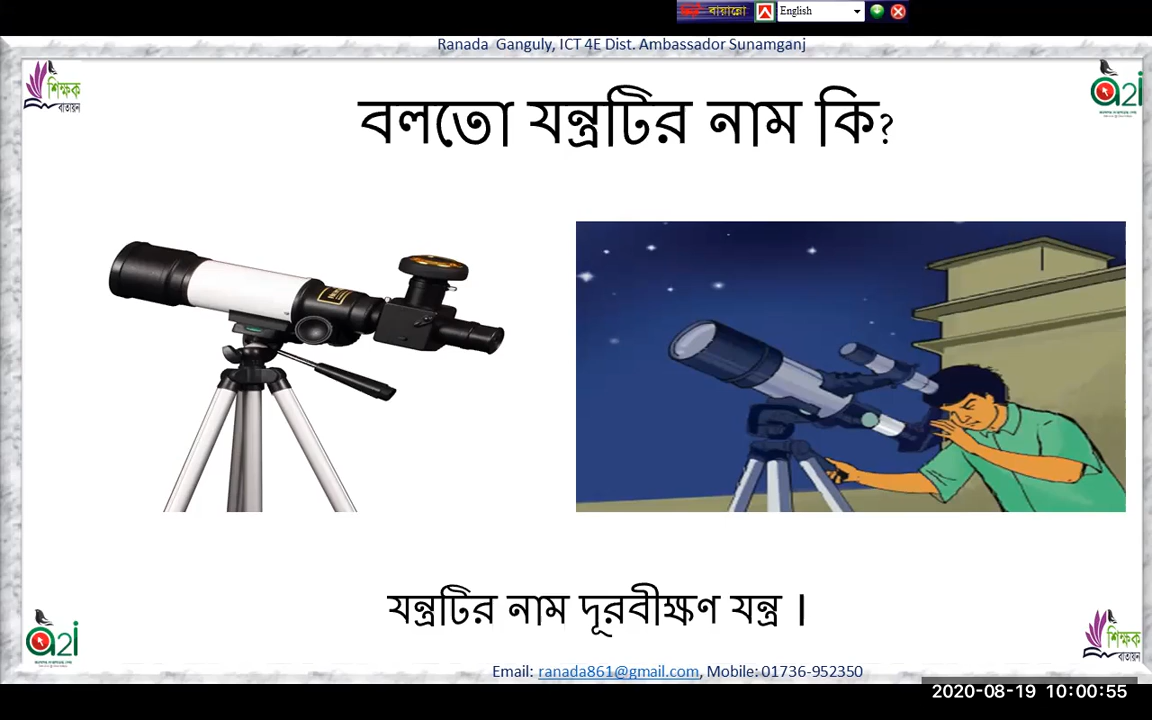 বিজয় বায়ান্নো
English
Ranada Ganguly, ICT 4E Dist. Ambassador Sunamganj
শিক্ষক
বাতায়ন
a2i
বলতো যন্ত্রটির নাম কি?
যন্ত্রটির নাম দূরবীক্ষণ যন্ত্র ।
a2i
শিক্ষক
বাতায়ন
Email: ranada861@gmail.com, Mobile: 01736-952350
2020-08-19 10:00:55